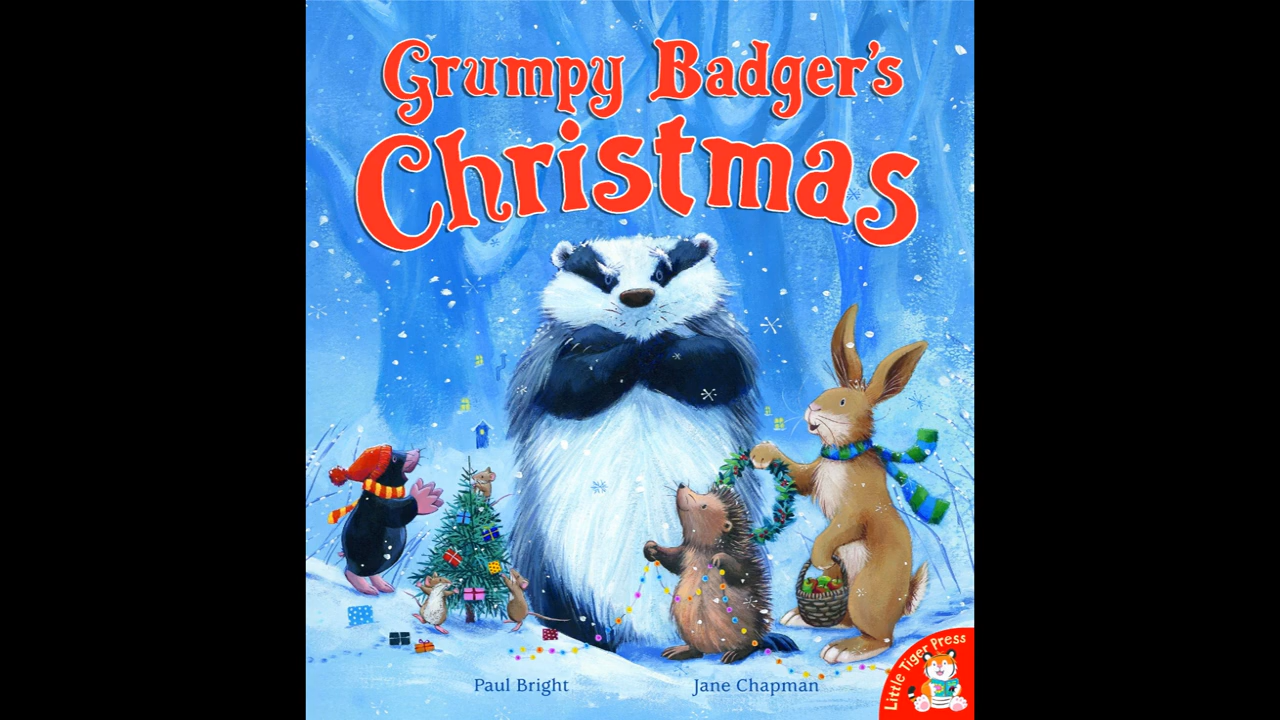 Grumpy Badger's
Christmas
Paul Bright
Jane Chapman
Little Tiger Press